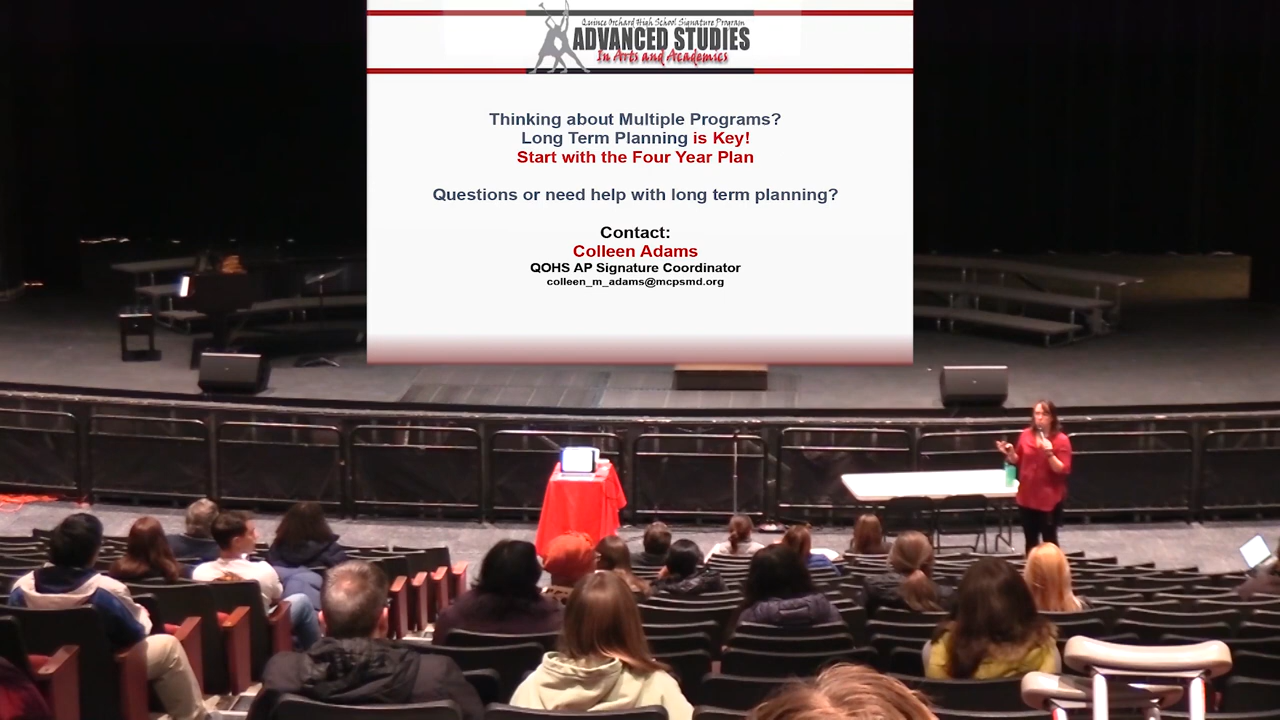 Quince Orchard High School Signature Program
ADVANCED STUDIES
In Arts and Academics
Thinking about Multiple Programs?
Long Term Planning is Key!
Start with the Four Year Plan
Questions or need help with long term planning?
Contact:
Colleen Adams
QOHS AP Signature Coordinator
colleen_m_adams@mcpsmd.org